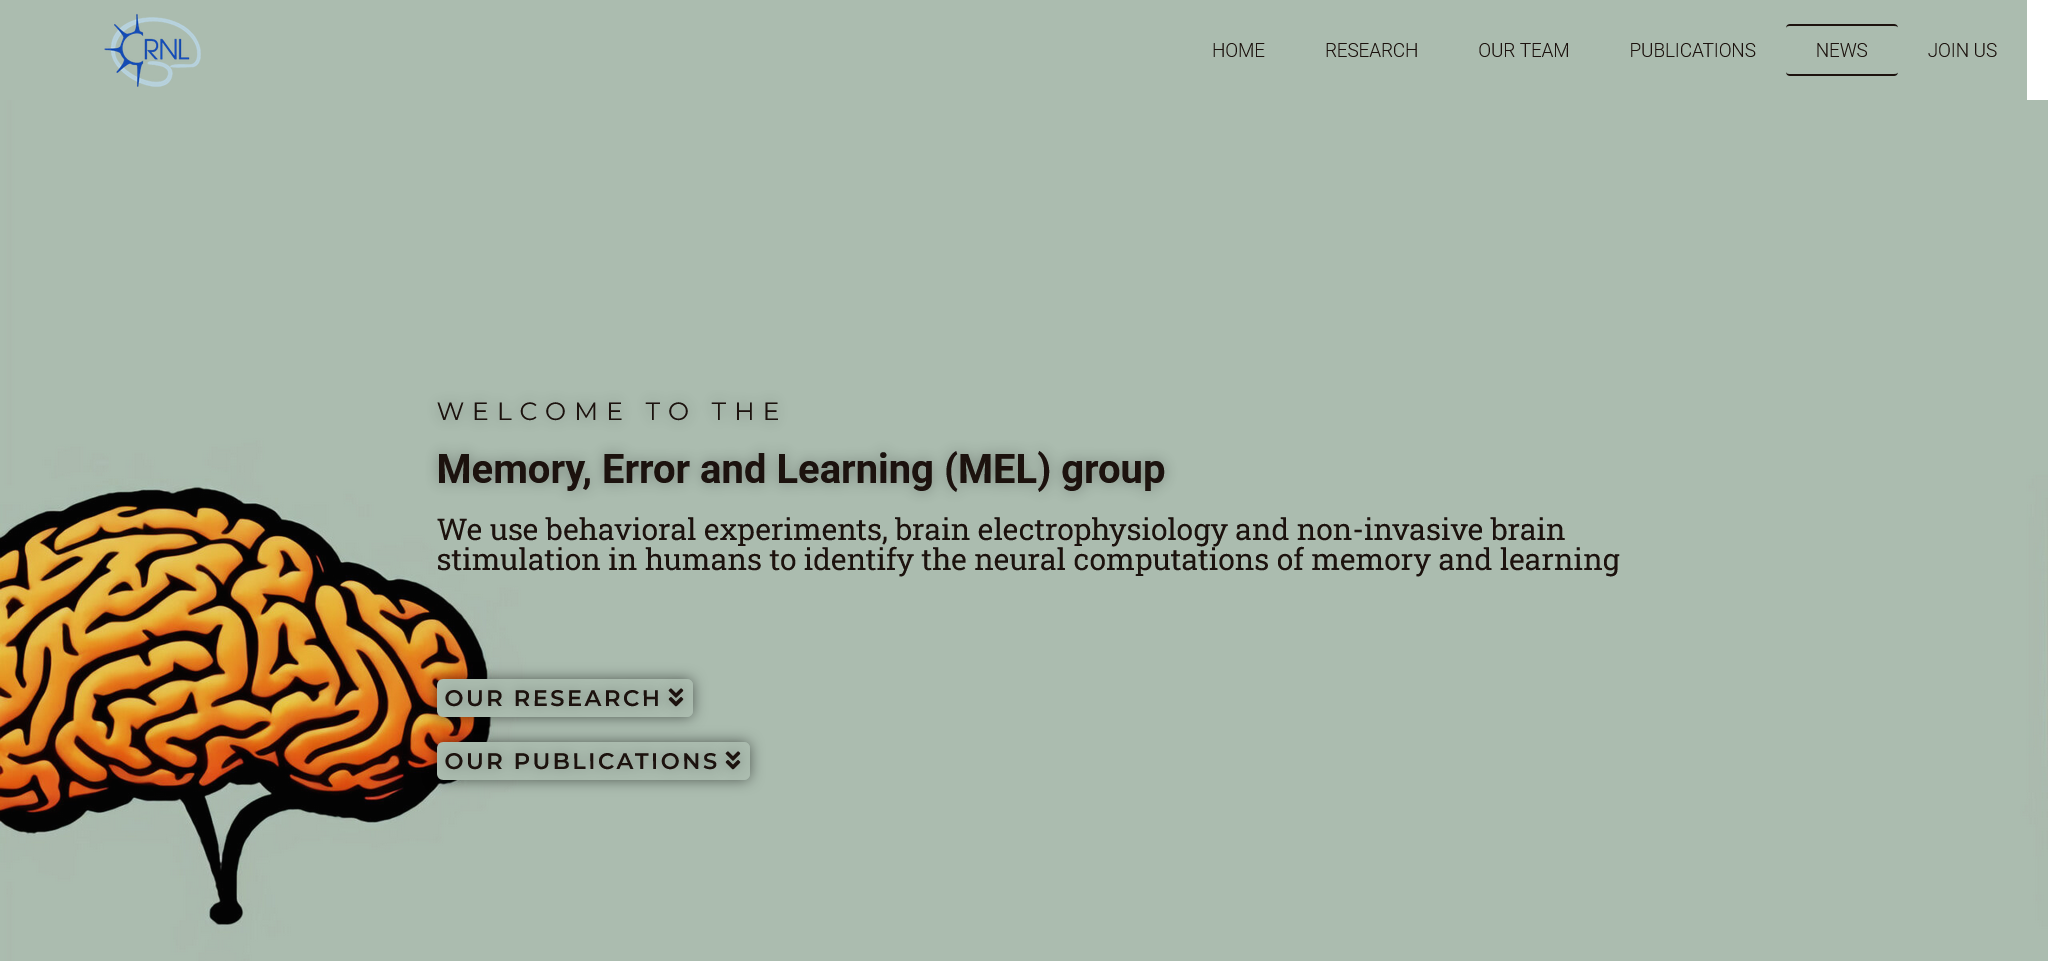 CRNL
HOME
RESEARCH
OUR TEAM
PUBLICATIONS
NEWS
JOIN US
WELCOME TO THE
Memory, Error and Learning (MEL) group
We use behavioral experiments, brain electrophysiology and non-invasive brain
stimulation in humans to identify the neural computations of memory and learning
OUR RESEARCH
OUR PUBLICATIONS